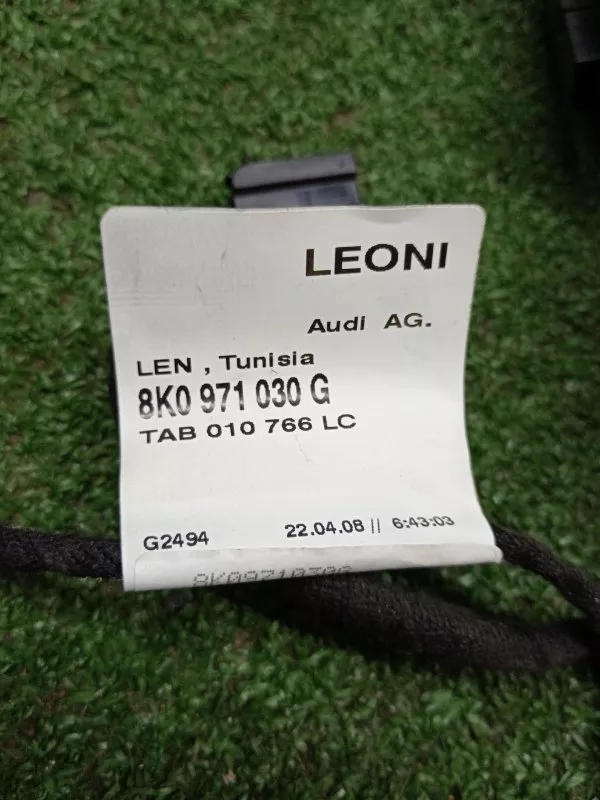 LEONI
Audi AG.
LEN , Tunisia
8K0 971 030 G
TAB 010 766 LC
G2494 22.04.08 || 6:43:03
8K0971030G